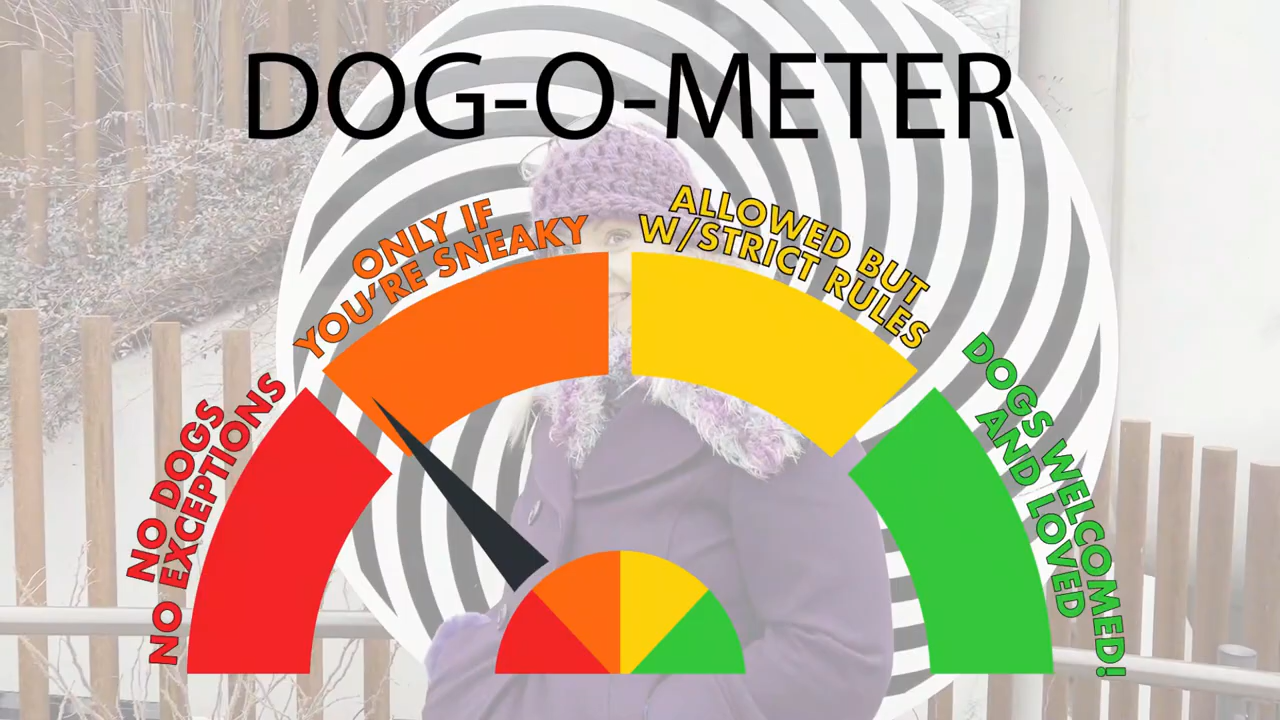 DOG-O-METER
NO DOGS
NO EXCEPTIONS
ONLY IF
YOU'RE SNEAKY
ALLOWED BUT
W/STRICT RULES
DOGS WELCOMED!
AND LOVED